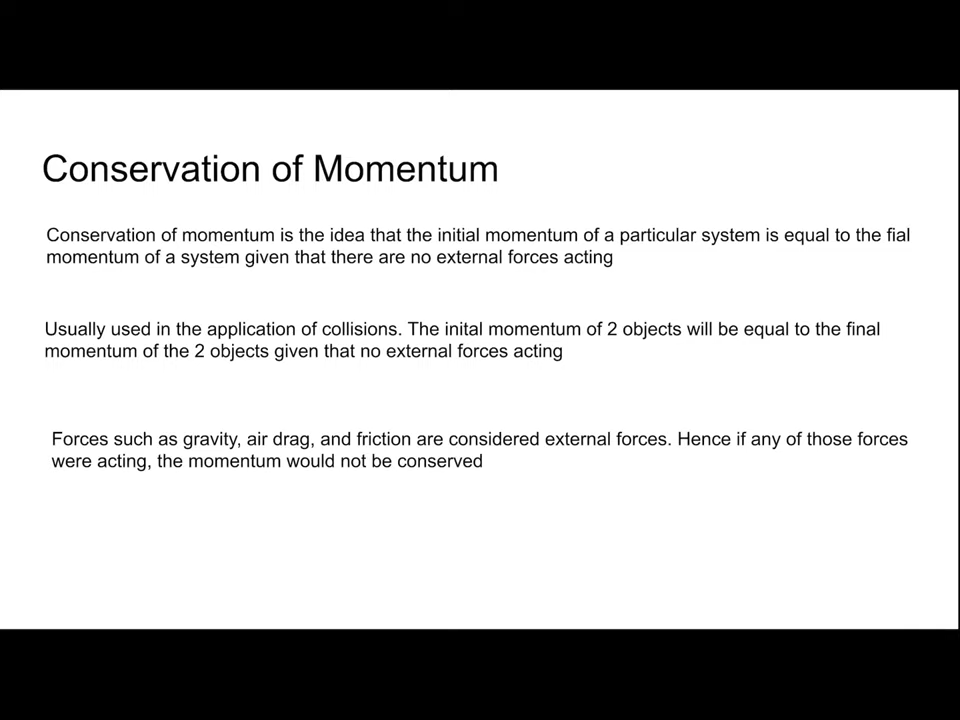 Conservation of Momentum
Conservation of momentum is the idea that the initial momentum of a particular system is equal to the fial
momentum of a system given that there are no external forces acting
Usually used in the application of collisions. The inital momentum of 2 objects will be equal to the final
momentum of the 2 objects given that no external forces acting
Forces such as gravity, air drag, and friction are considered external forces. Hence if any of those forces
were acting, the momentum would not be conserved